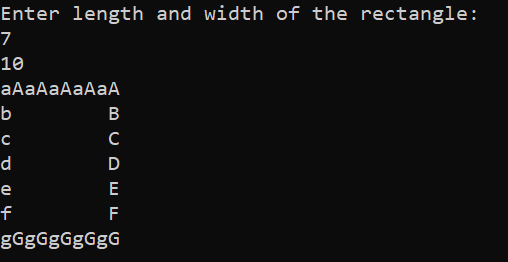 Enter length and width of the rectangle:
7
10
aAaAaAaAaA
b        B
c        C
d        D
e        E
f        F
gGgGgGgGgG